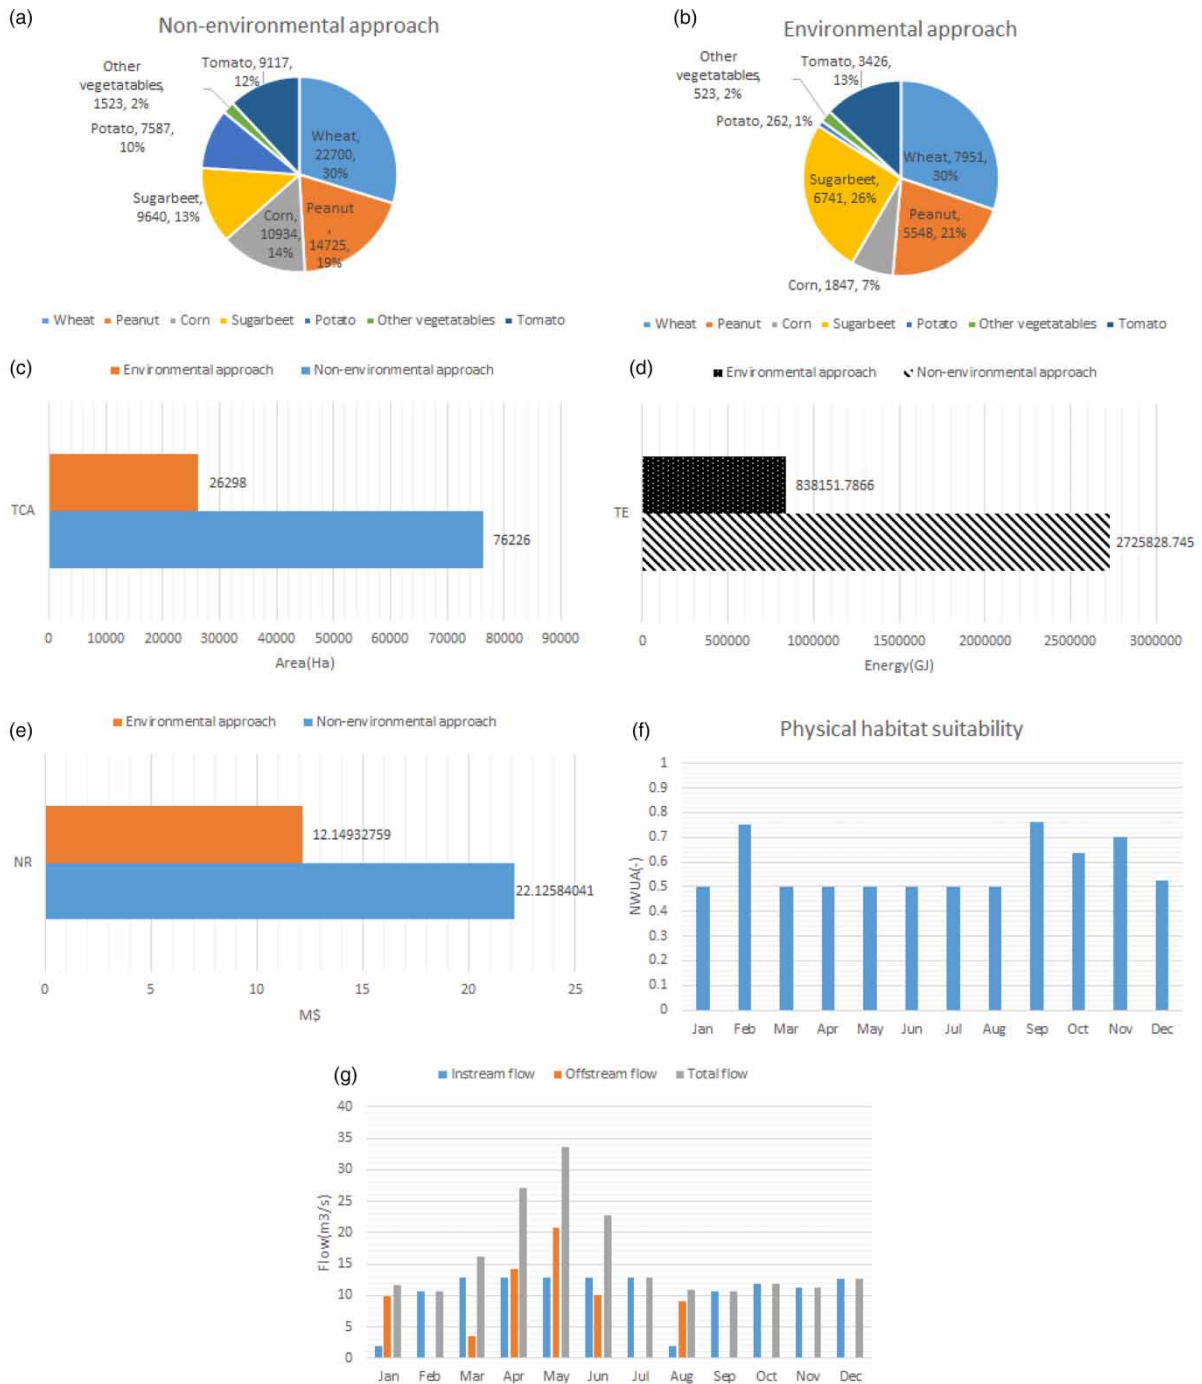 (a)
Non-environmental approach
Other
vegetatables,
1523, 2%
Tomato, 9117,
12%
Potato, 7587,
10%
Wheat,
22700,
30%
Sugarbeet,
9640, 13%
Corn,
10934,
14%
Peanut
,
14725,
19%
Wheat Peanut Corn Sugarbeet Potato Other vegetatables Tomato
(b)
Environmental approach
Other
vegetatables,
523, 2%
Tomato, 3426,
13%
Potato, 262, 1%
Wheat, 7951,
30%
Sugarbeet,
6741, 26%
Peanut,
5548, 21%
Corn, 1847, 7%
Wheat Peanut Corn Sugarbeet Potato Other vegetatables Tomato
(c)
Environmental approach Non-environmental approach
26298
TCA
76226
0 10000 20000 30000 40000 50000 60000 70000 80000 90000
Area(Ha)
(d)
Environmental approach Non-environmental approach
838151.7866
TE
2725828.745
0 500000 1000000 1500000 2000000 2500000 3000000
Energy(GJ)
(e)
Environmental approach Non-environmental approach
12.14932759
NR
22.12584041
0 5 10 15 20 25
M$
(f)
Physical habitat suitability
NWUA(-)
1
0.9
0.8
0.7
0.6
0.5
0.4
0.3
0.2
0.1
0
Jan Feb Mar Apr May Jun Jul Aug Sep Oct Nov Dec
(g)
Instream flow Offstream flow Total flow
Flow(m3/s)
40
35
30
25
20
15
10
5
0
Jan Feb Mar Apr May Jun Jul Aug Sep Oct Nov Dec